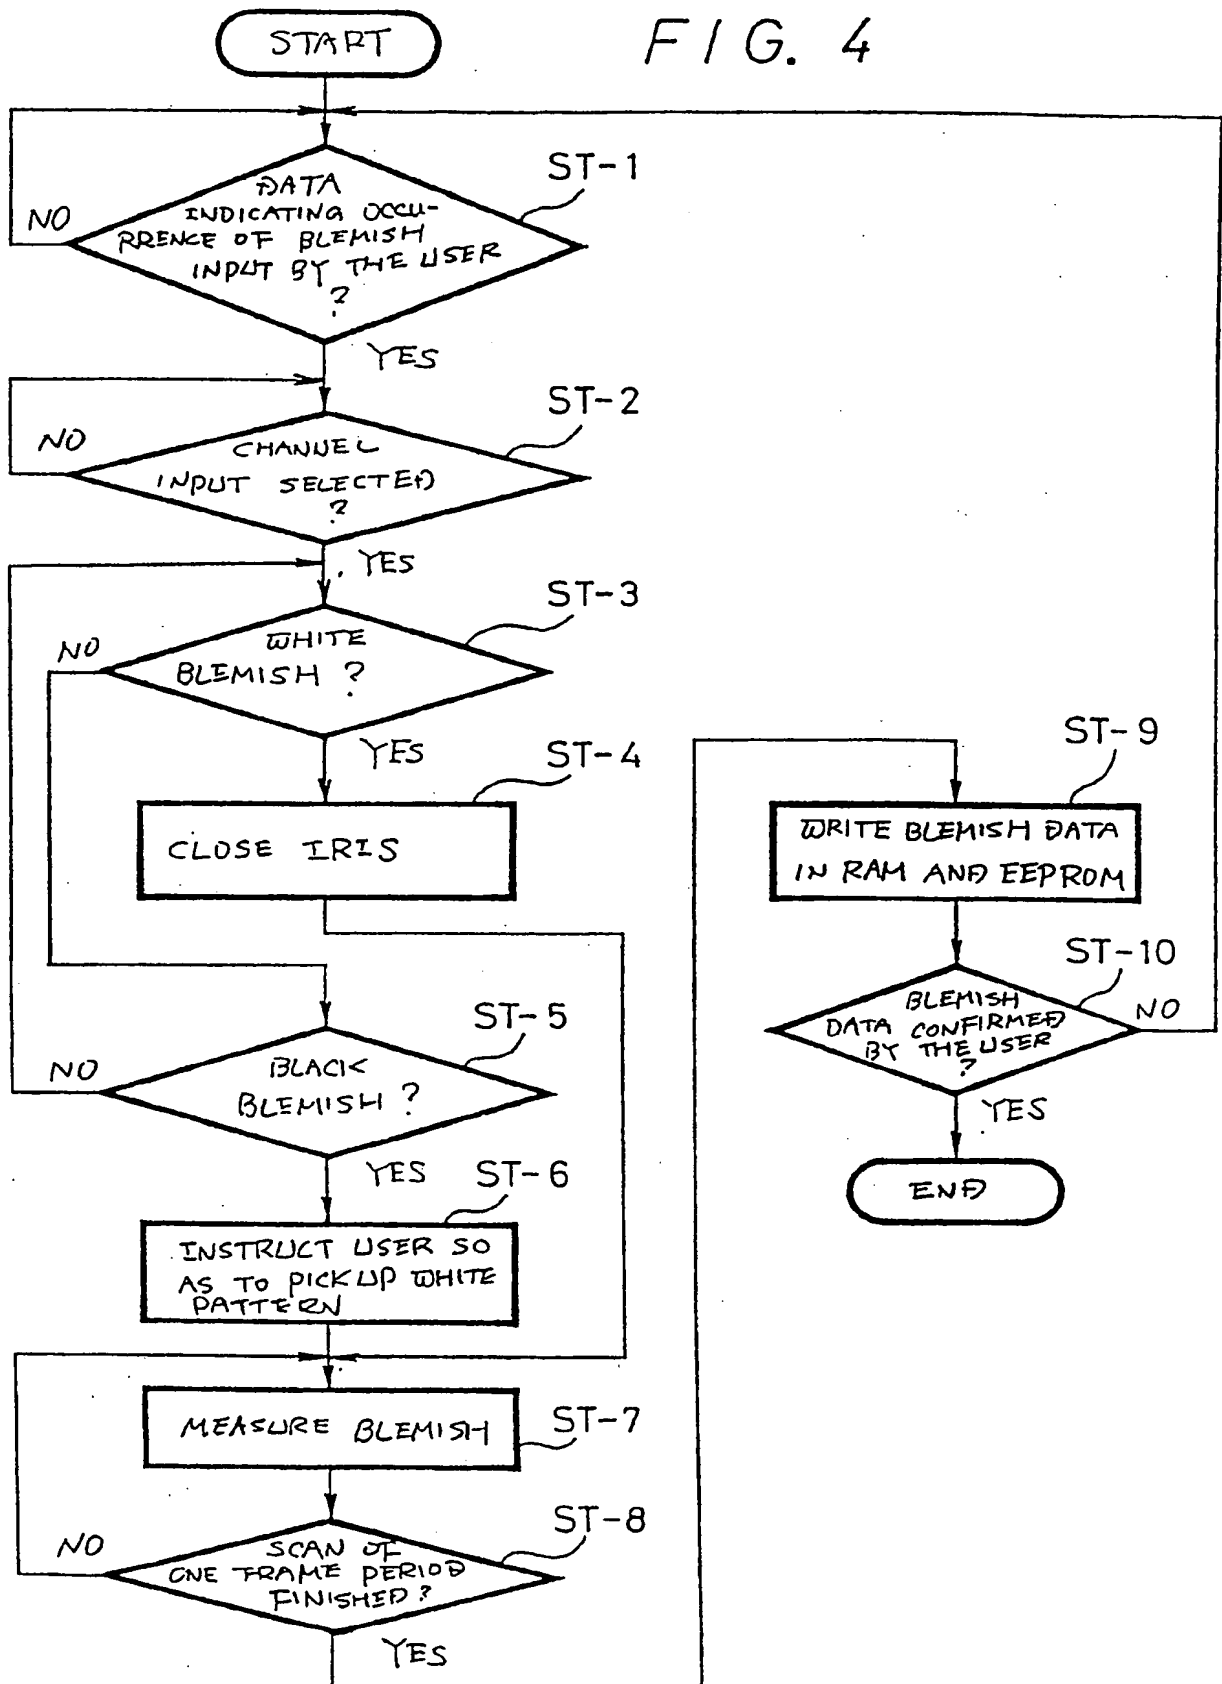 START
FIG. 4
ST-1
DATA
INDICATING OCCU-
RRENCE OF BLEMISH
INPUT BY THE USER
?
NO
YES
ST-2
NO
CHANNEL
INPUT SELECTED
?
YES
ST-3
NO
WHITE
BLEMISH ?
YES
ST-4
CLOSE IRIS
ST-5
NO
BLACK
BLEMISH ?
YES
ST-6
INSTRUCT USER SO
AS TO PICK UP WHITE
PATTERN
MEASURE BLEMISH
ST-7
ST-8
NO
SCAN OF
ONE FRAME PERIOD
FINISHED?
YES
ST-9
WRITE BLEMISH DATA
IN RAM AND EEPROM
ST-10
BLEMISH
DATA CONFIRMED
BY THE USER
?
NO
YES
END